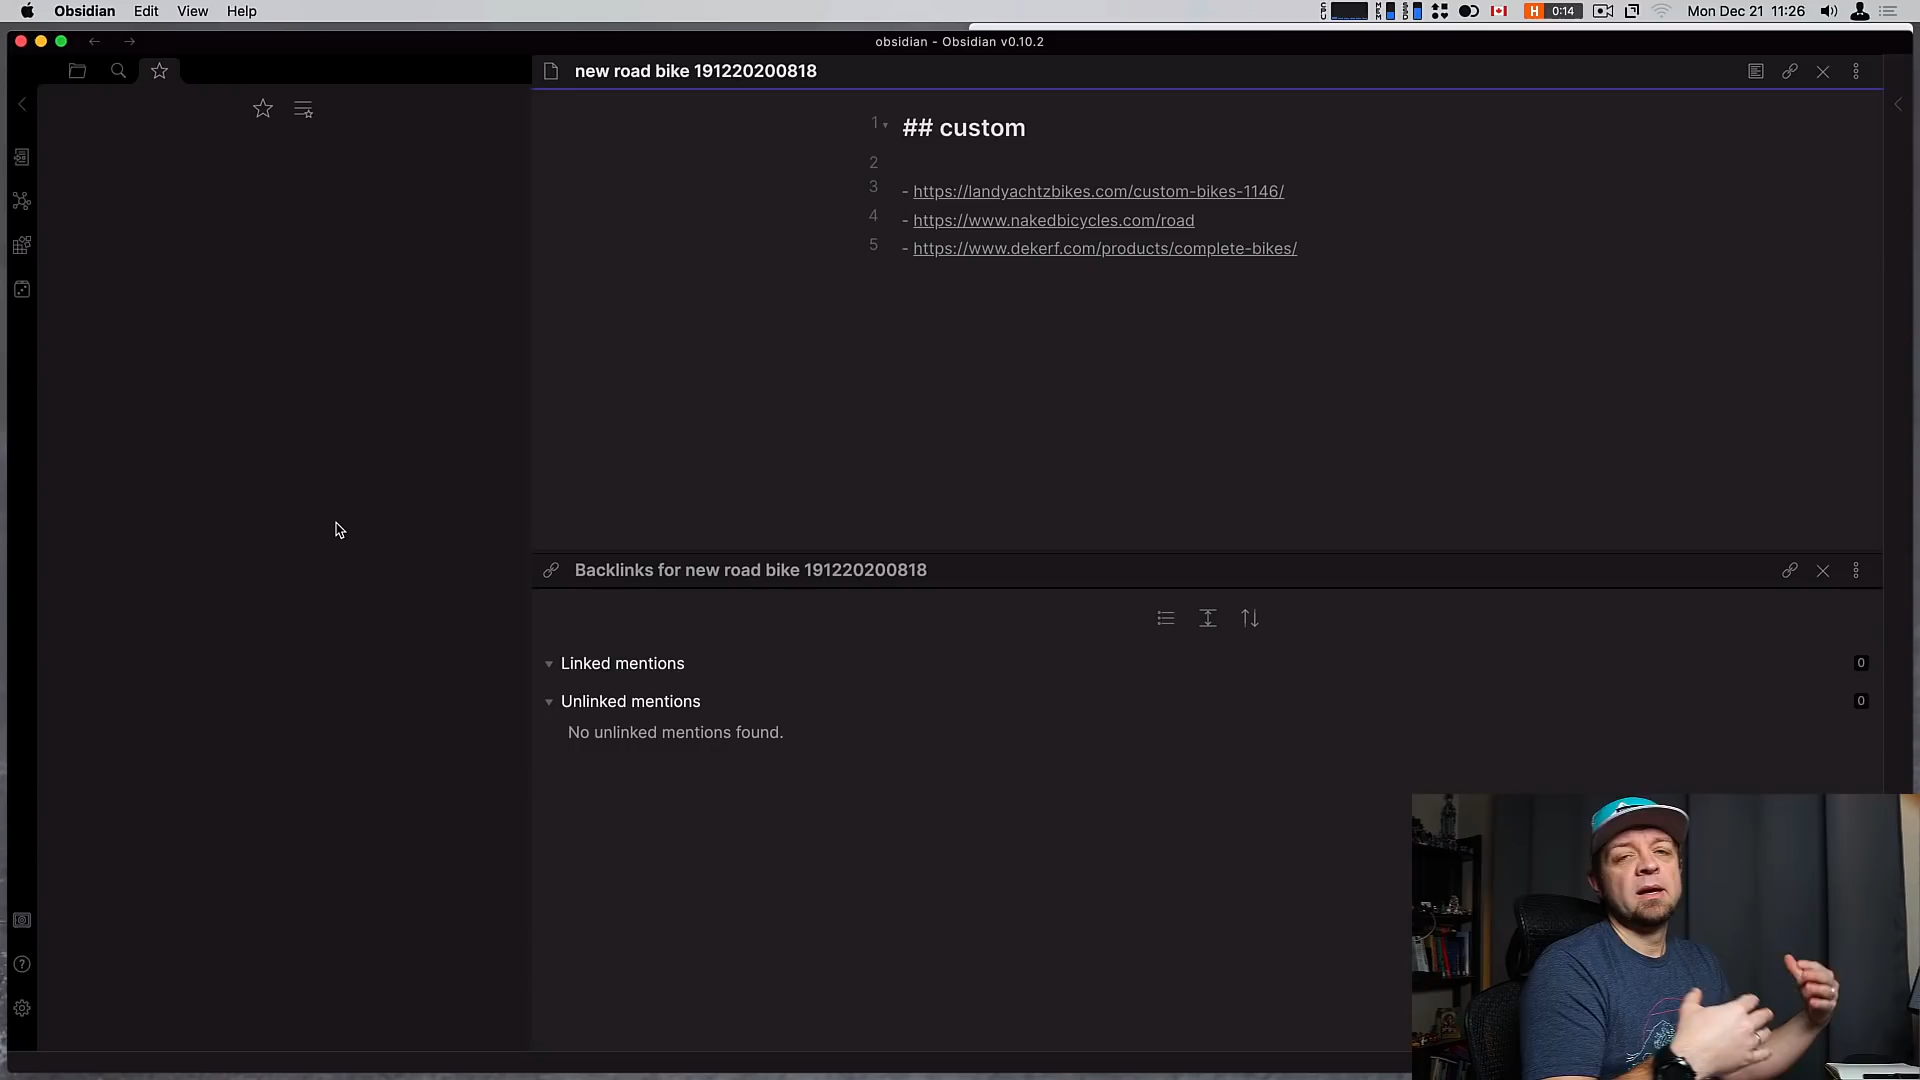 Obsidian Edit View Help
H 0:14 Mon Dec 21 11:26
obsidian - Obsidian v0.10.2
new road bike 191220200818
1 ## custom
2
3 - https://landyachtzbikes.com/custom-bikes-1146/
4 - https://www.nakedbicycles.com/road
5 - https://www.dekerf.com/products/complete-bikes/
Backlinks for new road bike 191220200818
Linked mentions 0
Unlinked mentions 0
No unlinked mentions found.